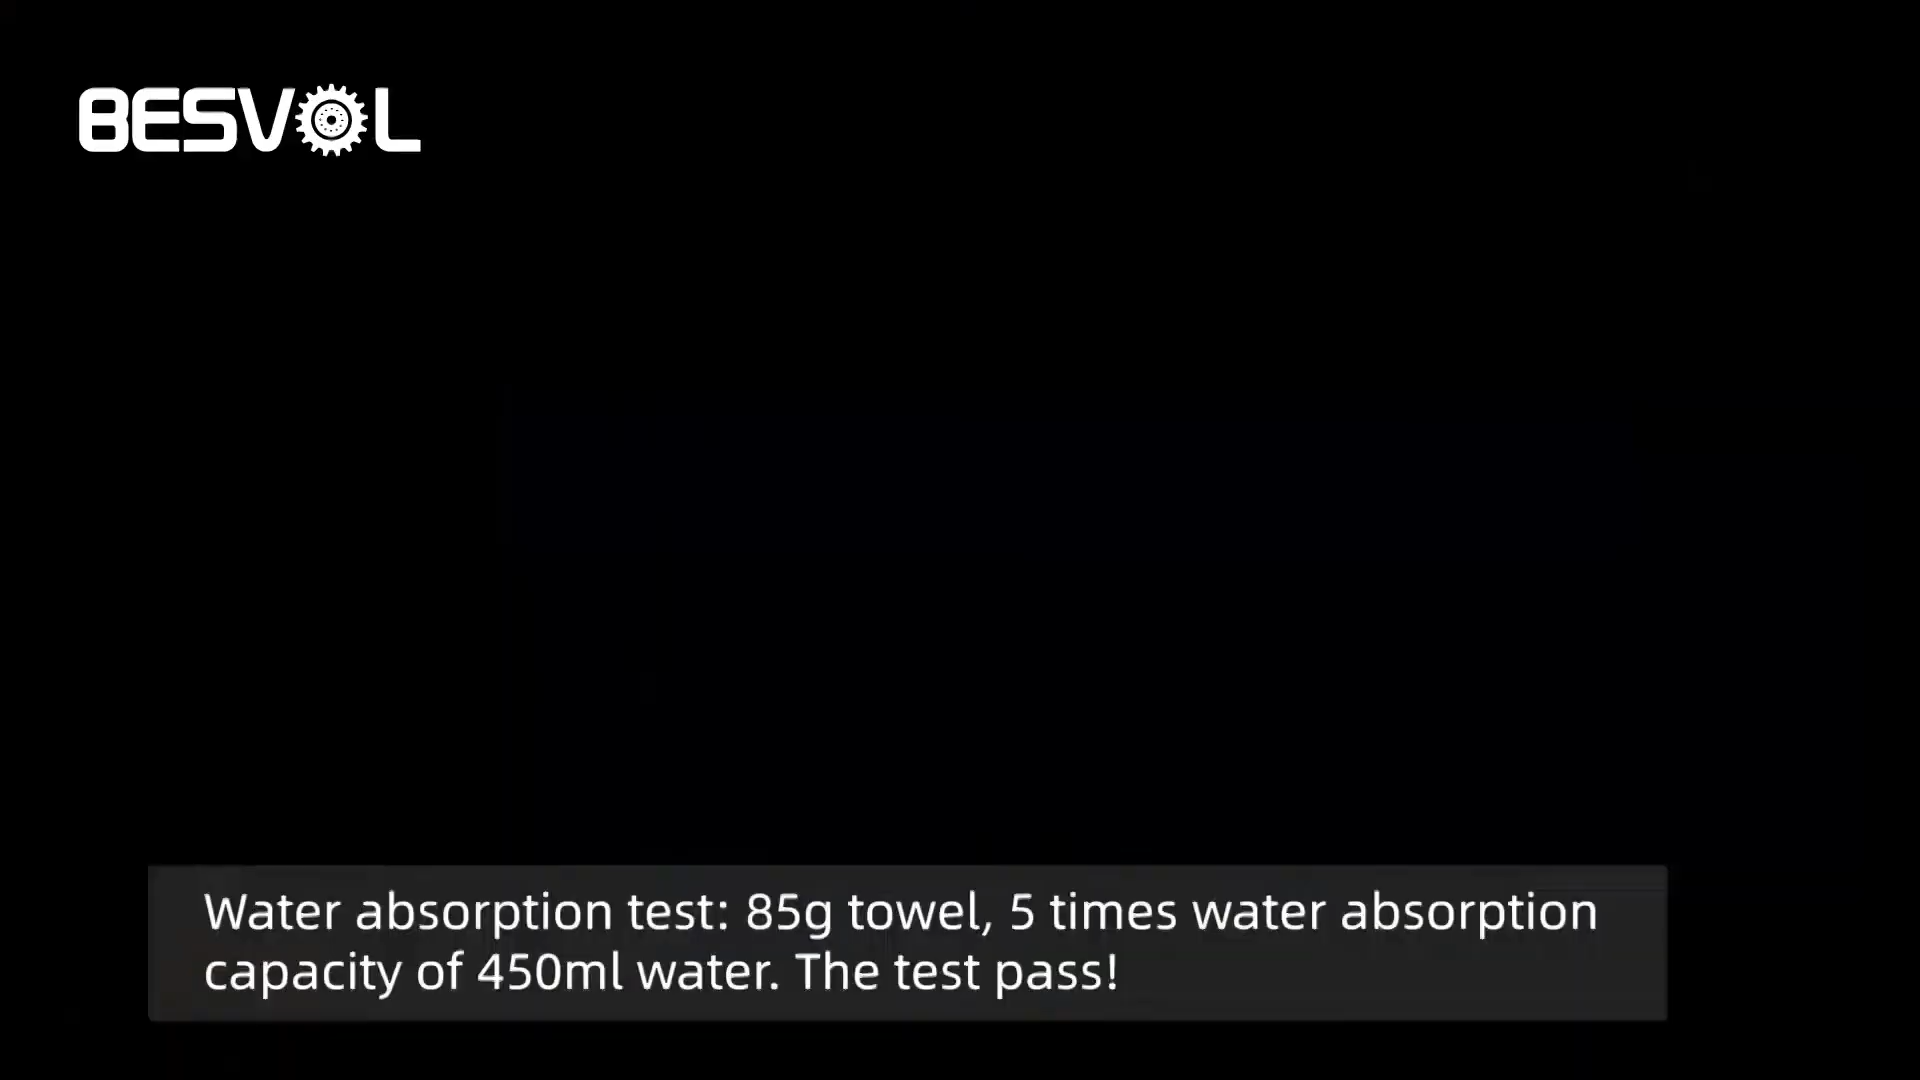 BESVOL
Water absorption test: 85g towel, 5 times water absorption
capacity of 450ml water. The test pass!